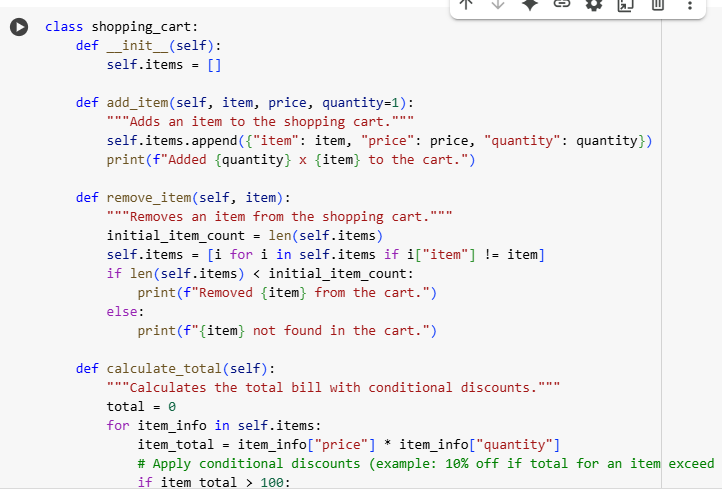 class shopping_cart:
    def __init__(self):
        self.items = []

    def add_item(self, item, price, quantity=1):
        """Adds an item to the shopping cart."""
        self.items.append({"item": item, "price": price, "quantity": quantity})
        print(f"Added {quantity} x {item} to the cart.")

    def remove_item(self, item):
        """Removes an item from the shopping cart."""
        initial_item_count = len(self.items)
        self.items = [i for i in self.items if i["item"] != item]
        if len(self.items) < initial_item_count:
            print(f"Removed {item} from the cart.")
        else:
            print(f"{item} not found in the cart.")

    def calculate_total(self):
        """Calculates the total bill with conditional discounts."""
        total = 0
        for item_info in self.items:
            item_total = item_info["price"] * item_info["quantity"]
            # Apply conditional discounts (example: 10% off if total for an item exceed
            if item_total > 100: